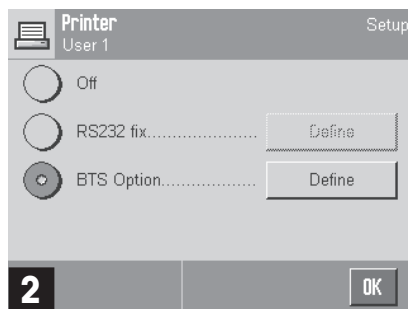 Printer Setup
User 1
Off
RS232 fix...................... Define
BTS Option................... Define
2 OK